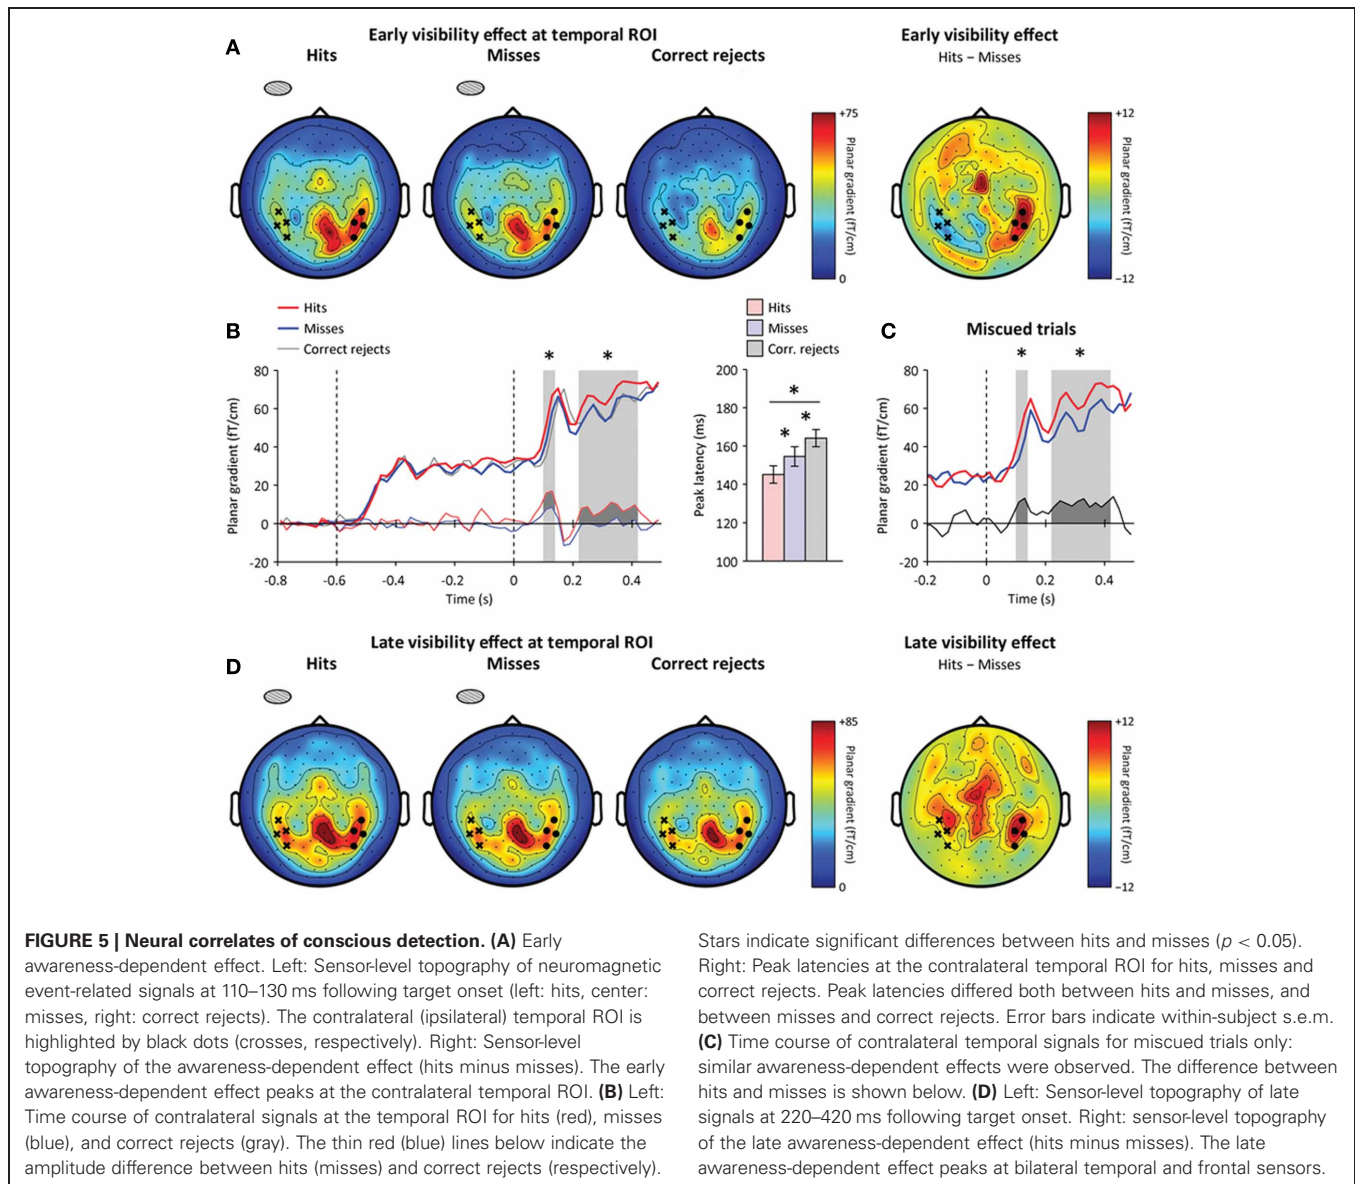 A
Early visibility effect at temporal ROI
Hits
Misses
Correct rejects
+75
Planar gradient (fT/cm)
0
Early visibility effect
Hits – Misses
+12
Planar gradient (fT/cm)
−12
B
Hits
Misses
Correct rejects
* *
80
60
40
20
0
-20
Planar gradient (fT/cm)
-0.8 -0.6 -0.4 -0.2 0 0.2 0.4
Time (s)
Hits
Misses
Corr. rejects
200
180
160
140
120
100
Peak latency (ms)
*
*
*
C
Miscued trials
* *
80
60
40
20
0
-20
Planar gradient (fT/cm)
-0.2 0 0.2 0.4
Time (s)
D
Late visibility effect at temporal ROI
Hits
Misses
Correct rejects
+85
Planar gradient (fT/cm)
0
Late visibility effect
Hits – Misses
+12
Planar gradient (fT/cm)
−12
FIGURE 5 | Neural correlates of conscious detection. (A) Early
awareness-dependent effect. Left: Sensor-level topography of neuromagnetic
event-related signals at 110–130 ms following target onset (left: hits, center:
misses, right: correct rejects). The contralateral (ipsilateral) temporal ROI is
highlighted by black dots (crosses, respectively). Right: Sensor-level
topography of the awareness-dependent effect (hits minus misses). The early
awareness-dependent effect peaks at the contralateral temporal ROI. (B) Left:
Time course of contralateral signals at the temporal ROI for hits (red), misses
(blue), and correct rejects (gray). The thin red (blue) lines below indicate the
amplitude difference between hits (misses) and correct rejects (respectively).
Stars indicate significant differences between hits and misses (p < 0.05).
Right: Peak latencies at the contralateral temporal ROI for hits, misses and
correct rejects. Peak latencies differed both between hits and misses, and
between misses and correct rejects. Error bars indicate within-subject s.e.m.
(C) Time course of contralateral temporal signals for miscued trials only:
similar awareness-dependent effects were observed. The difference between
hits and misses is shown below. (D) Left: Sensor-level topography of late
signals at 220–420 ms following target onset. Right: sensor-level topography
of the late awareness-dependent effect (hits minus misses). The late
awareness-dependent effect peaks at bilateral temporal and frontal sensors.